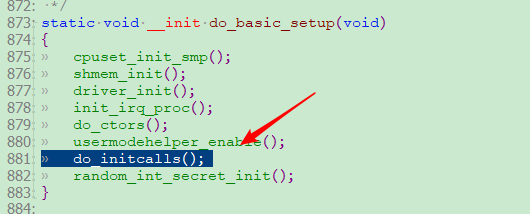 872: */
873: static void __init do_basic_setup(void)
874: {
875: » cpuset_init_smp();
876: » shmem_init();
877: » driver_init();
878: » init_irq_proc();
879: » do_ctors();
880: » usermodehelper_enable();
881: » do_initcalls();
882: » random_int_secret_init();
883: }